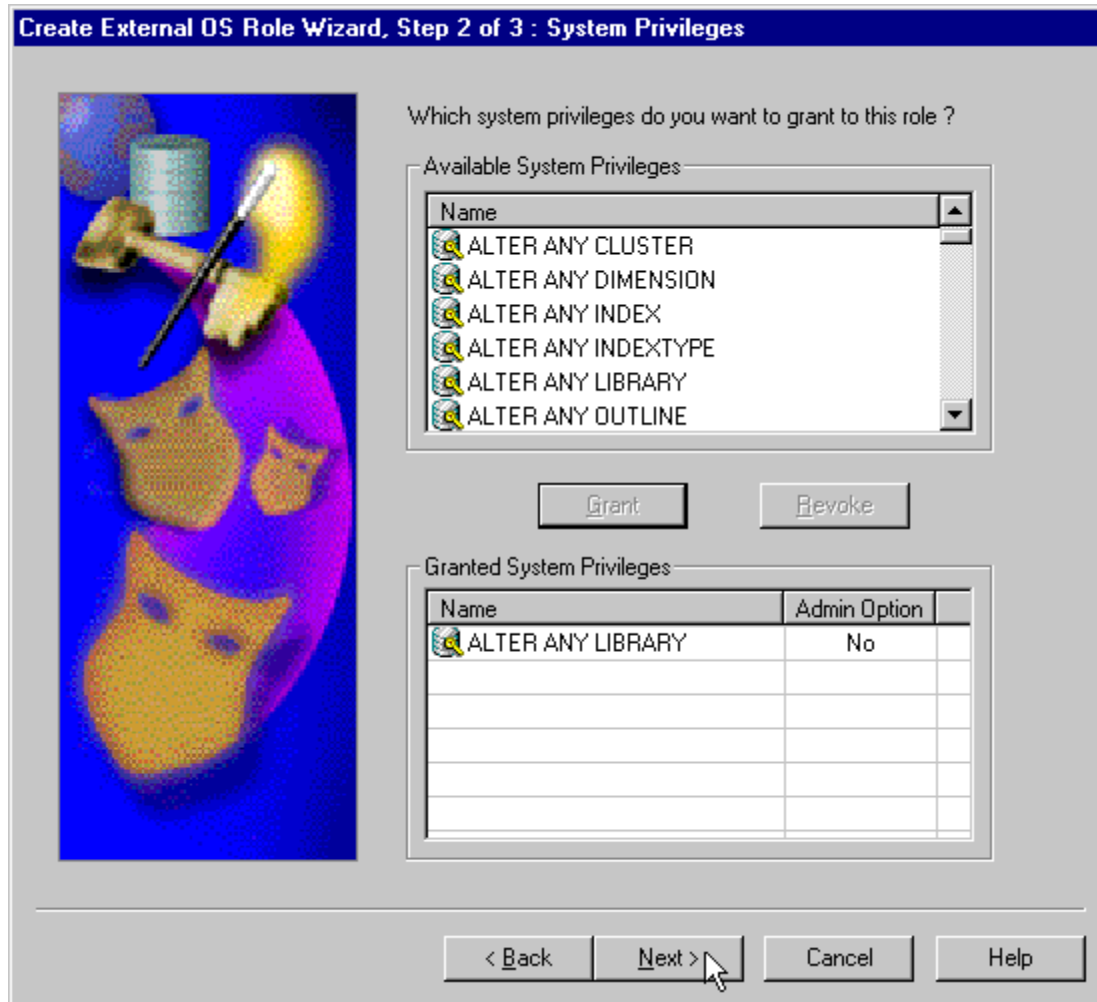 Create External OS Role Wizard, Step 2 of 3 : System Privileges
Which system privileges do you want to grant to this role ?
Available System Privileges
Name
ALTER ANY CLUSTER
ALTER ANY DIMENSION
ALTER ANY INDEX
ALTER ANY INDEXTYPE
ALTER ANY LIBRARY
ALTER ANY OUTLINE
Grant Revoke
Granted System Privileges
Name Admin Option
ALTER ANY LIBRARY No
< Back Next > Cancel Help